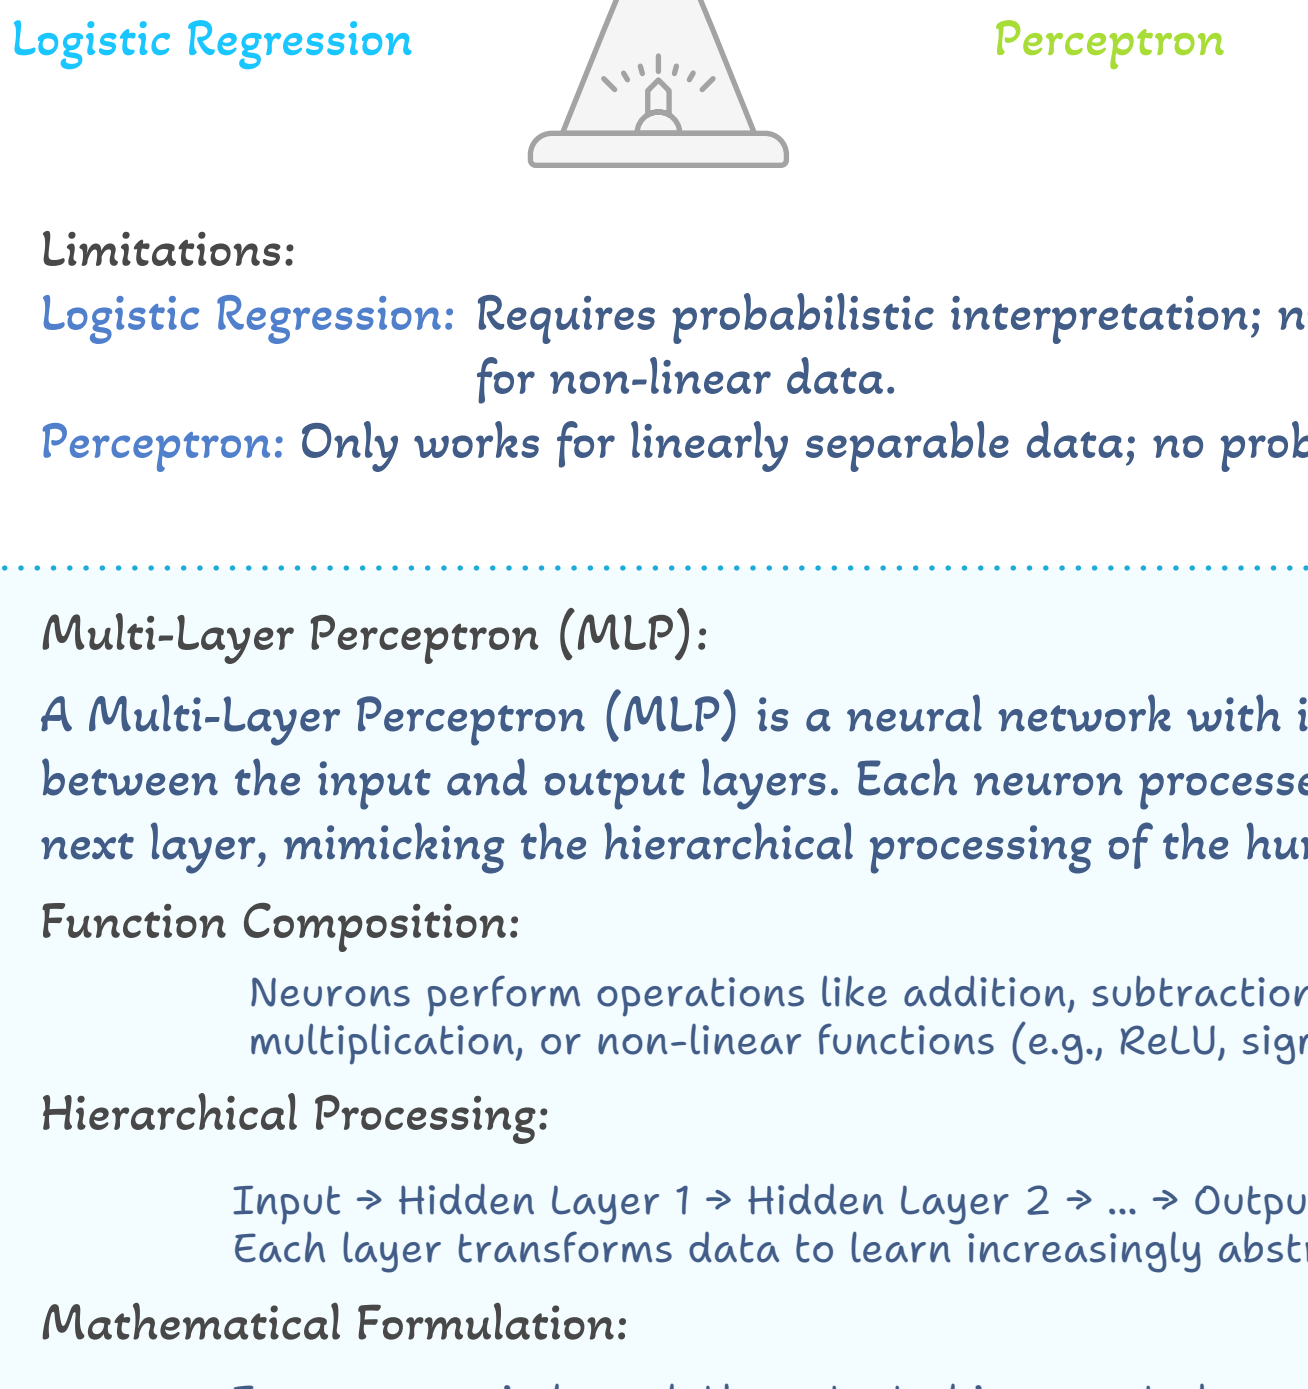 Logistic Regression
Perceptron
Limitations:
Logistic Regression: Requires probabilistic interpretation;
for non-linear data.
Perceptron: Only works for linearly separable data; no
Multi-Layer Perceptron (MLP):
A Multi-Layer Perceptron (MLP) is a neural network with
between the input and output layers. Each neuron
next layer, mimicking the hierarchical processing of the
Function Composition:
Neurons perform operations like addition,
multiplication, or non-linear functions (e.g., ReLU,
Hierarchical Processing:
Input → Hidden Layer 1 → Hidden Layer 2 → ... →
Each layer transforms data to learn increasingly
Mathematical Formulation: